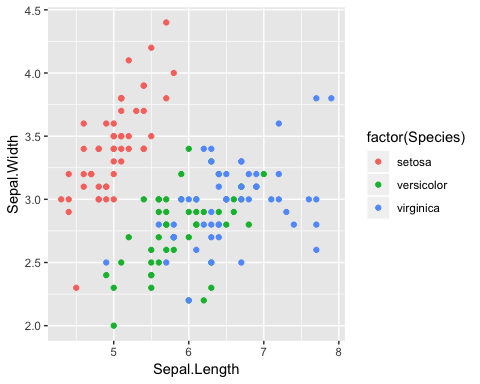 4.5
4.0
3.5
3.0
2.5
2.0
Sepal.Width
5
6
7
8
Sepal.Length
factor(Species)
setosa
versicolor
virginica